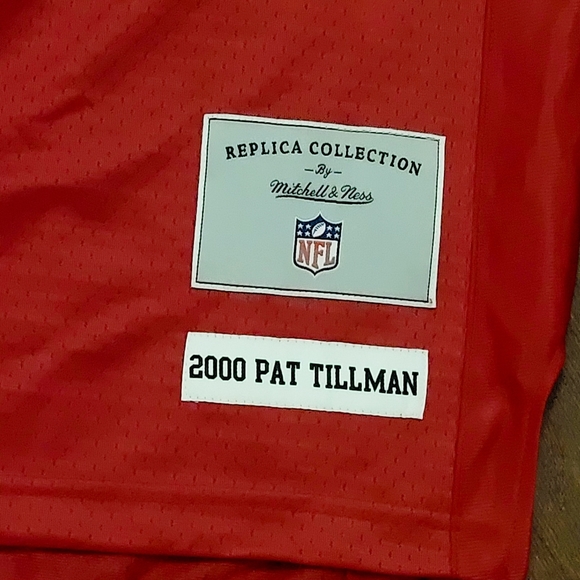 REPLICA COLLECTION
-By-
Mitchell & Ness
NFL
2000 PAT TILLMAN